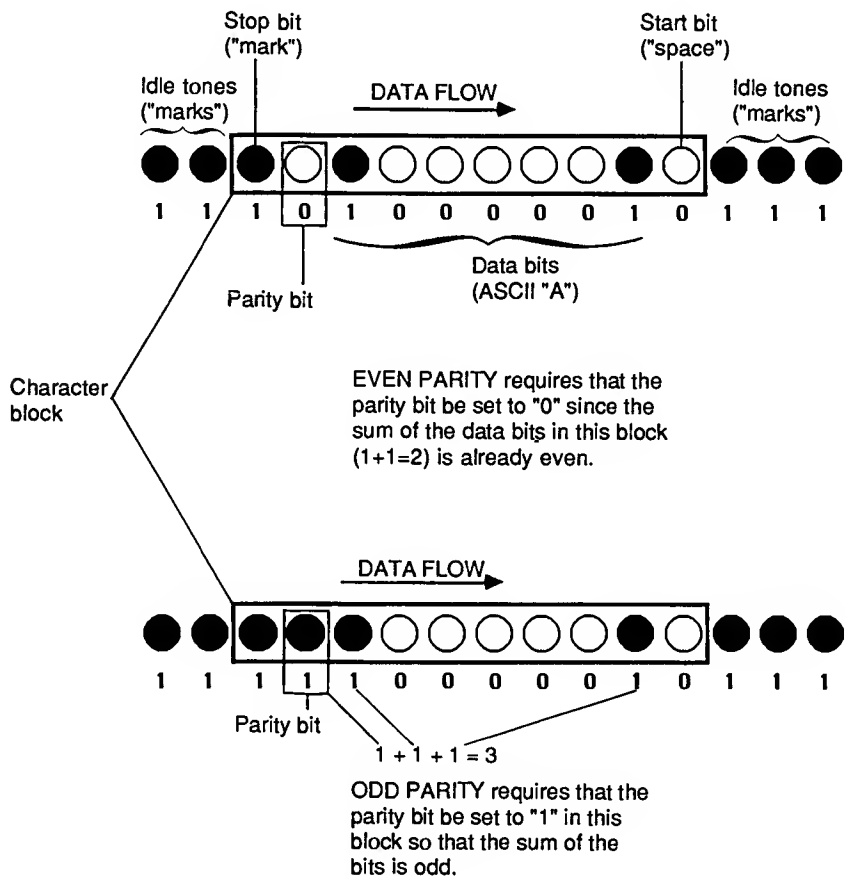 Stop bit
("mark")
Start bit
("space")
Idle tones
("marks")
DATA FLOW
Idle tones
("marks")
1 1 1 0 1 0 0 0 0 0 1 0 1 1 1
Data bits
(ASCII "A")
Parity bit
Character
block
EVEN PARITY requires that the
parity bit be set to "0" since the
sum of the data bits in this block
(1+1=2) is already even.
DATA FLOW
1 1 1 1 1 0 0 0 0 0 1 0 1 1 1
Parity bit
1 + 1 + 1 = 3
ODD PARITY requires that the
parity bit be set to "1" in this
block so that the sum of the
bits is odd.